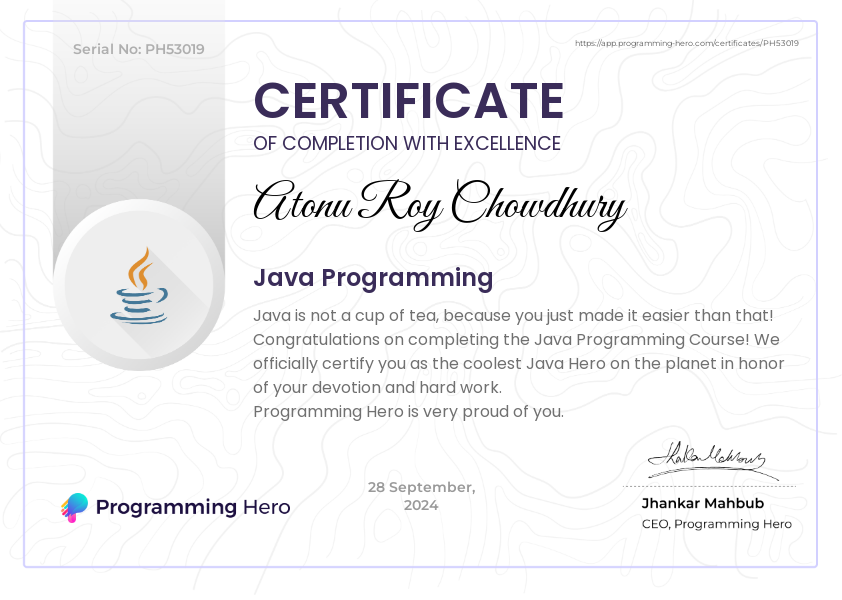 Serial No: PH53019
https://app.programming-hero.com/certificates/PH53019
CERTIFICATE
OF COMPLETION WITH EXCELLENCE
Atonu Roy Chowdhury
Java Programming
Java is not a cup of tea, because you just made it easier than that!
Congratulations on completing the Java Programming Course! We
officially certify you as the coolest Java Hero on the planet in honor
of your devotion and hard work.
Programming Hero is very proud of you.
Programming Hero
28 September,
2024
Jhankar Mahbub
CEO, Programming Hero